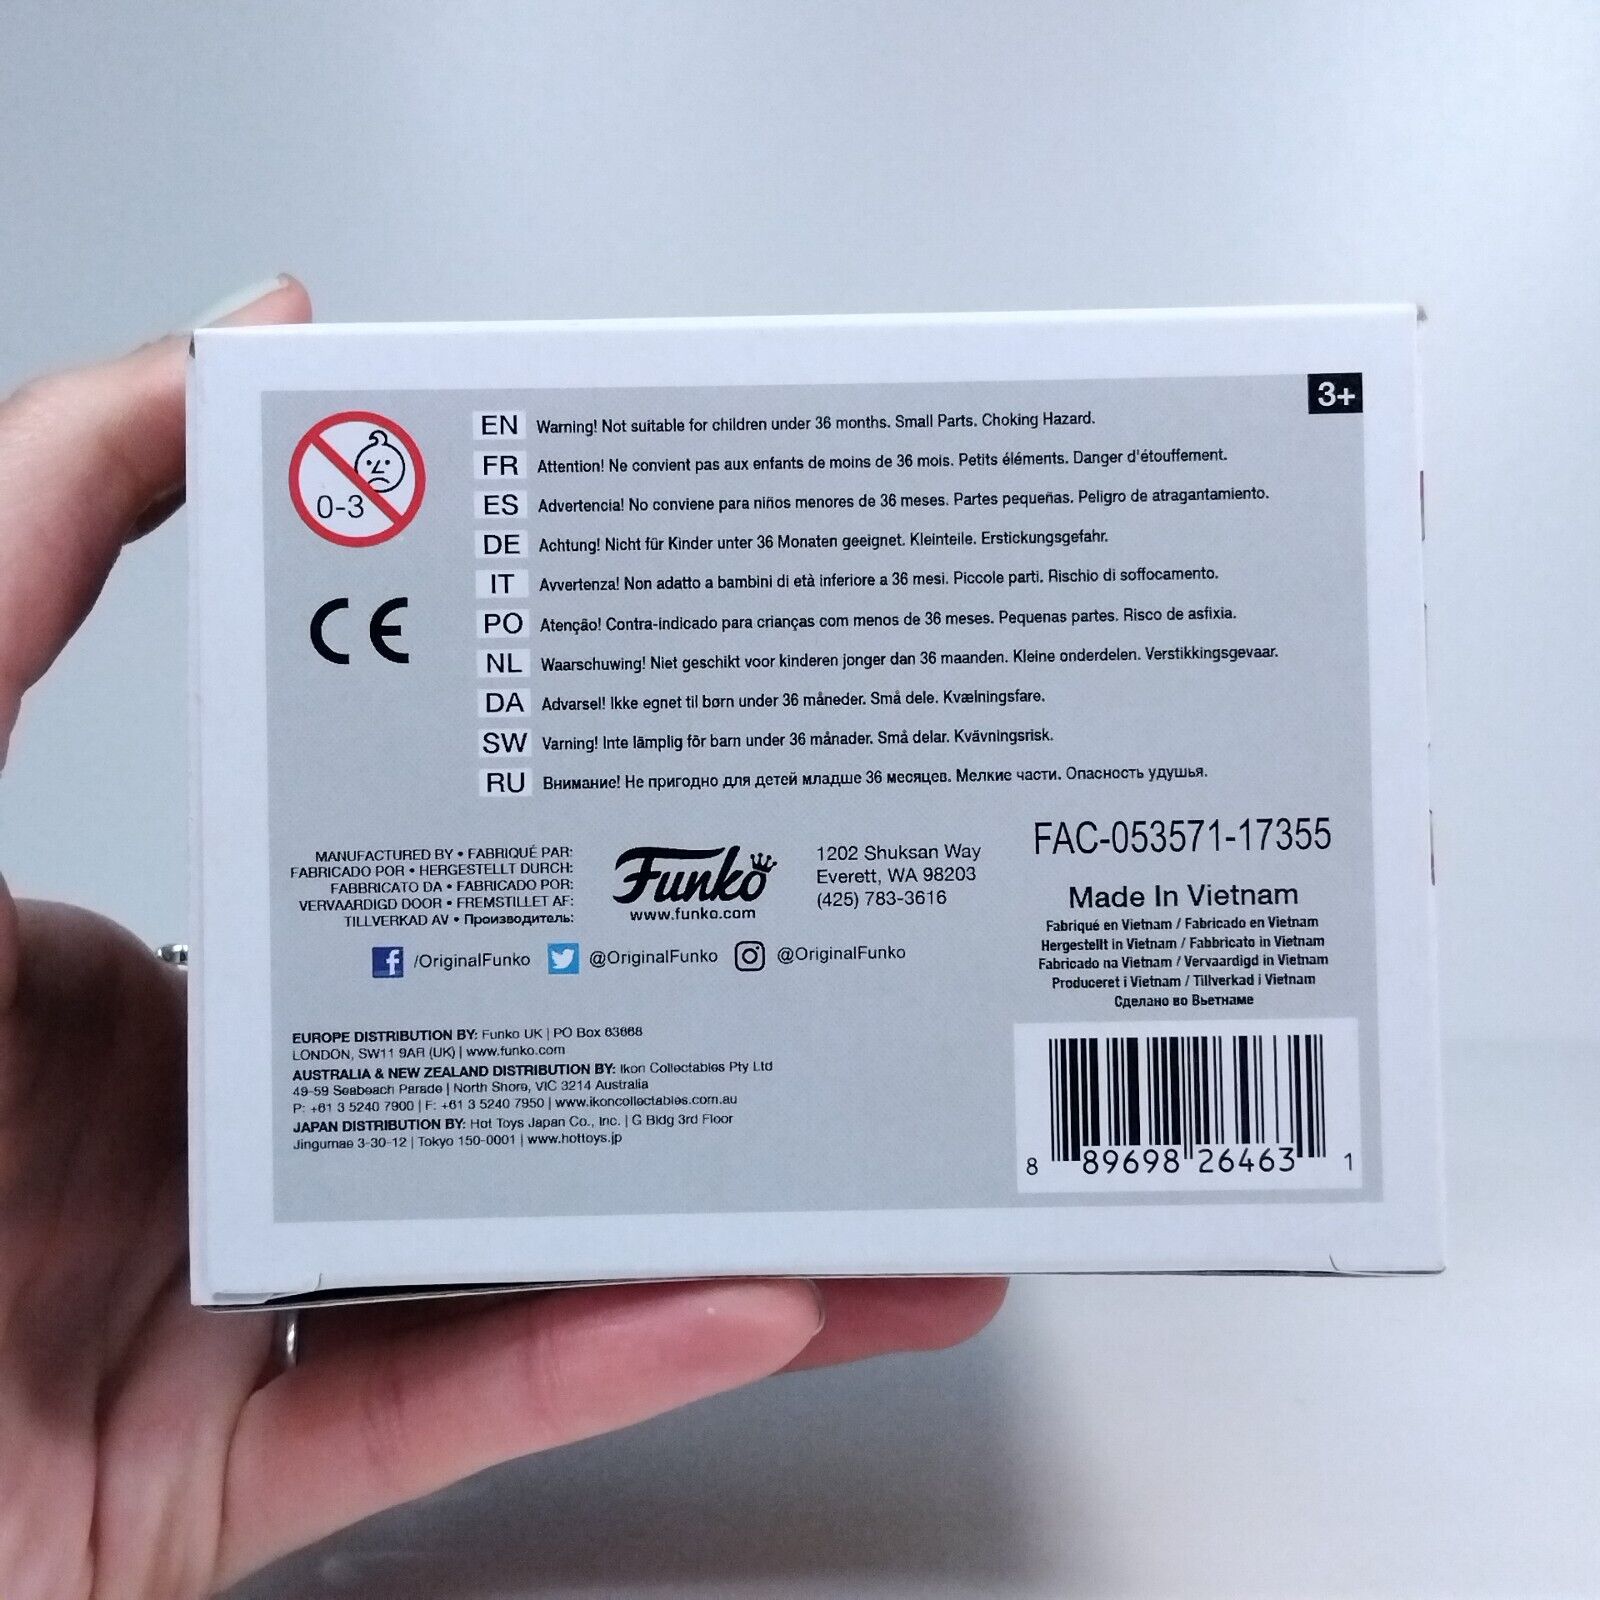 3+
0-3
CE
EN Warning! Not suitable for children under 36 months. Small Parts. Choking Hazard.
FR Attention! Ne convient pas aux enfants de moins de 36 mois. Petits éléments. Danger d'étouffement.
ES Advertencia! No conviene para niños menores de 36 meses. Partes pequeñas. Peligro de atragantamiento.
DE Achtung! Nicht für Kinder unter 36 Monaten geeignet. Kleinteile. Erstickungsgefahr.
IT Avvertenza! Non adatto a bambini di età inferiore a 36 mesi. Piccole parti. Rischio di soffocamento.
PO Atenção! Contra-indicado para crianças com menos de 36 meses. Pequenas partes. Risco de asfixia.
NL Waarschuwing! Niet geschikt voor kinderen jonger dan 36 maanden. Kleine onderdelen. Verstikkingsgevaar.
DA Advarsel! Ikke egnet til børn under 36 måneder. Små dele. Kvælningsfare.
SW Varning! Inte lämplig för barn under 36 månader. Små delar. Kvävningsrisk.
RU Внимание! Не пригодно для детей младше 36 месяцев. Мелкие части. Опасность удушья.
MANUFACTURED BY • FABRIQUÉ PAR:
FABRICADO POR • HERGESTELLT DURCH:
FABBRICATO DA • FABRICADO POR:
VERVAARDIGD DOOR • FREMSTILLET AF:
TILLVERKAD AV • Производитель:
Funko
www.funko.com
1202 Shuksan Way
Everett, WA 98203
(425) 783-3616
/OriginalFunko @OriginalFunko @OriginalFunko
FAC-053571-17355
Made In Vietnam
Fabriqué en Vietnam / Fabricado en Vietnam
Hergestellt in Vietnam / Fabbricato in Vietnam
Fabricado na Vietnam / Vervaardigd in Vietnam
Produceret i Vietnam / Tillverkad i Vietnam
Сделано во Вьетнаме
EUROPE DISTRIBUTION BY: Funko UK | PO Box
LONDON, SW11 9AR (UK) | www.funko.com
AUSTRALIA & NEW ZEALAND DISTRIBUTION BY: Ikon Collectables Pty Ltd
49-59 Seabeach Parade | North Shore, VIC 3214 Australia
P: +61 3 5240 7900 | F: +61 3 5240 7950 | www.ikoncollectables.com.au
JAPAN DISTRIBUTION BY: Hot Toys Japan Co., Inc. | G Bldg 3rd Floor
Jingumae 3-30-12 | Tokyo 150-0001 | www.hottoys.jp
8 89698 26463 1